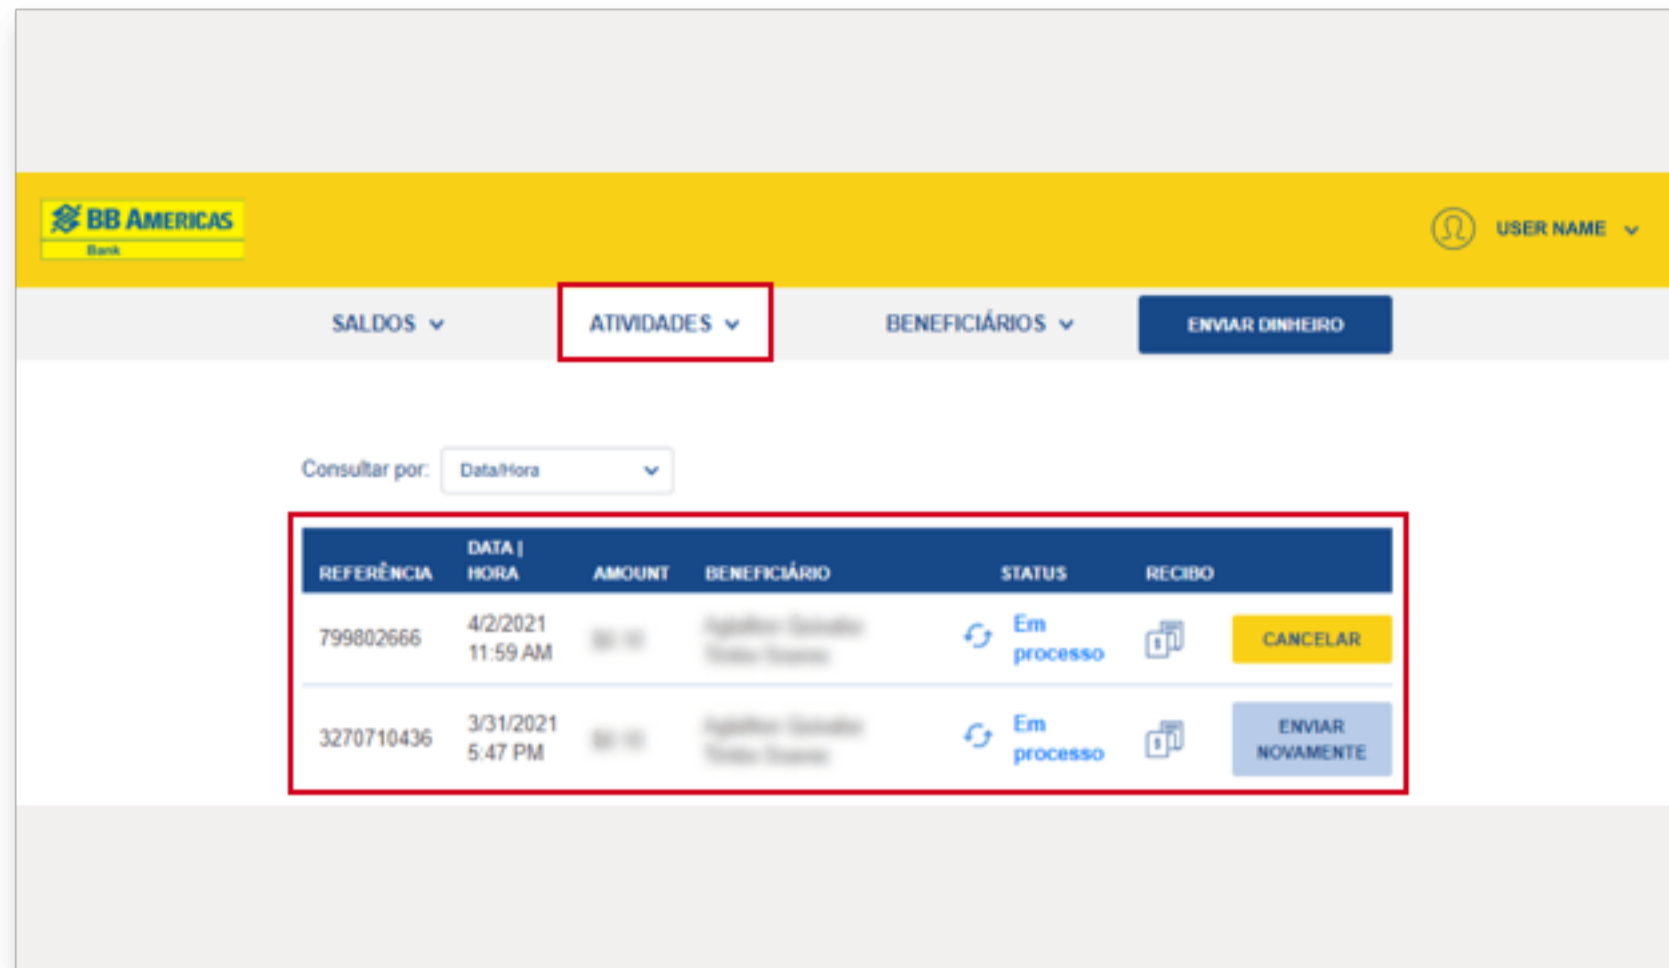 BB AMERICAS
Bank
USER NAME
SALDOS
ATIVIDADES
BENEFICIÁRIOS
ENVIAR DINHEIRO
Consultar por:
Data/Hora
REFERÊNCIA
DATA |
HORA
AMOUNT
BENEFICIÁRIO
STATUS
RECIBO
799802666
4/2/2021
11:59 AM
Em
processo
CANCELAR
3270710436
3/31/2021
5:47 PM
Em
processo
ENVIAR
NOVAMENTE